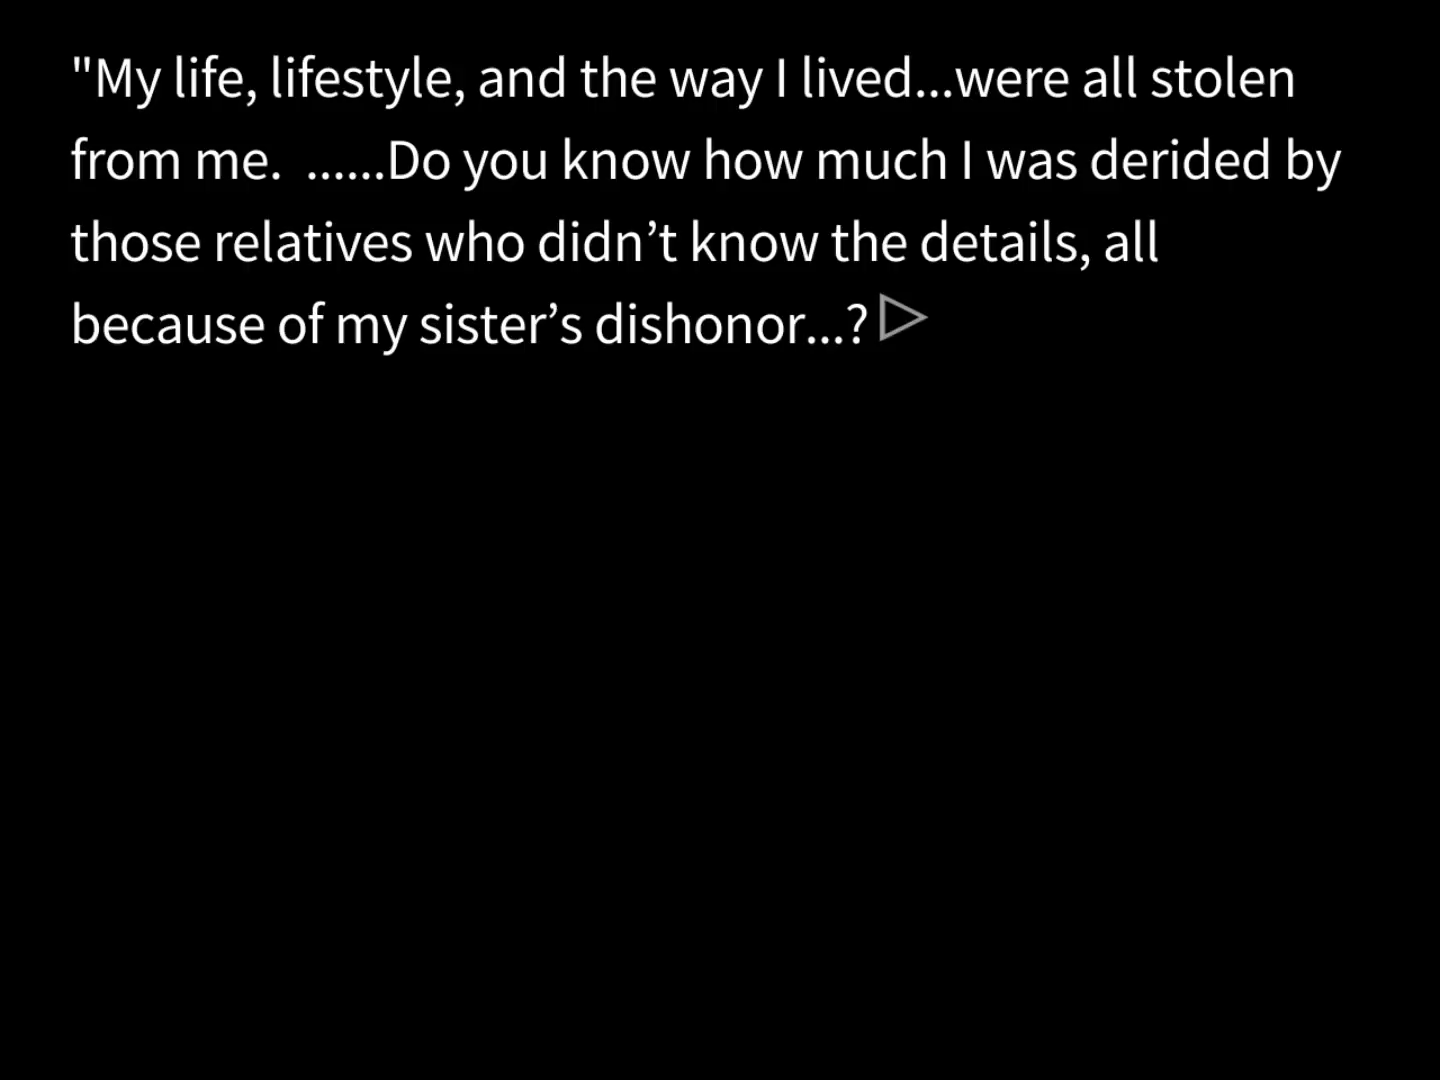 "My life, lifestyle, and the way I lived...were all stolen
from me.  ......Do you know how much I was derided by
those relatives who didn’t know the details, all
because of my sister’s dishonor...?